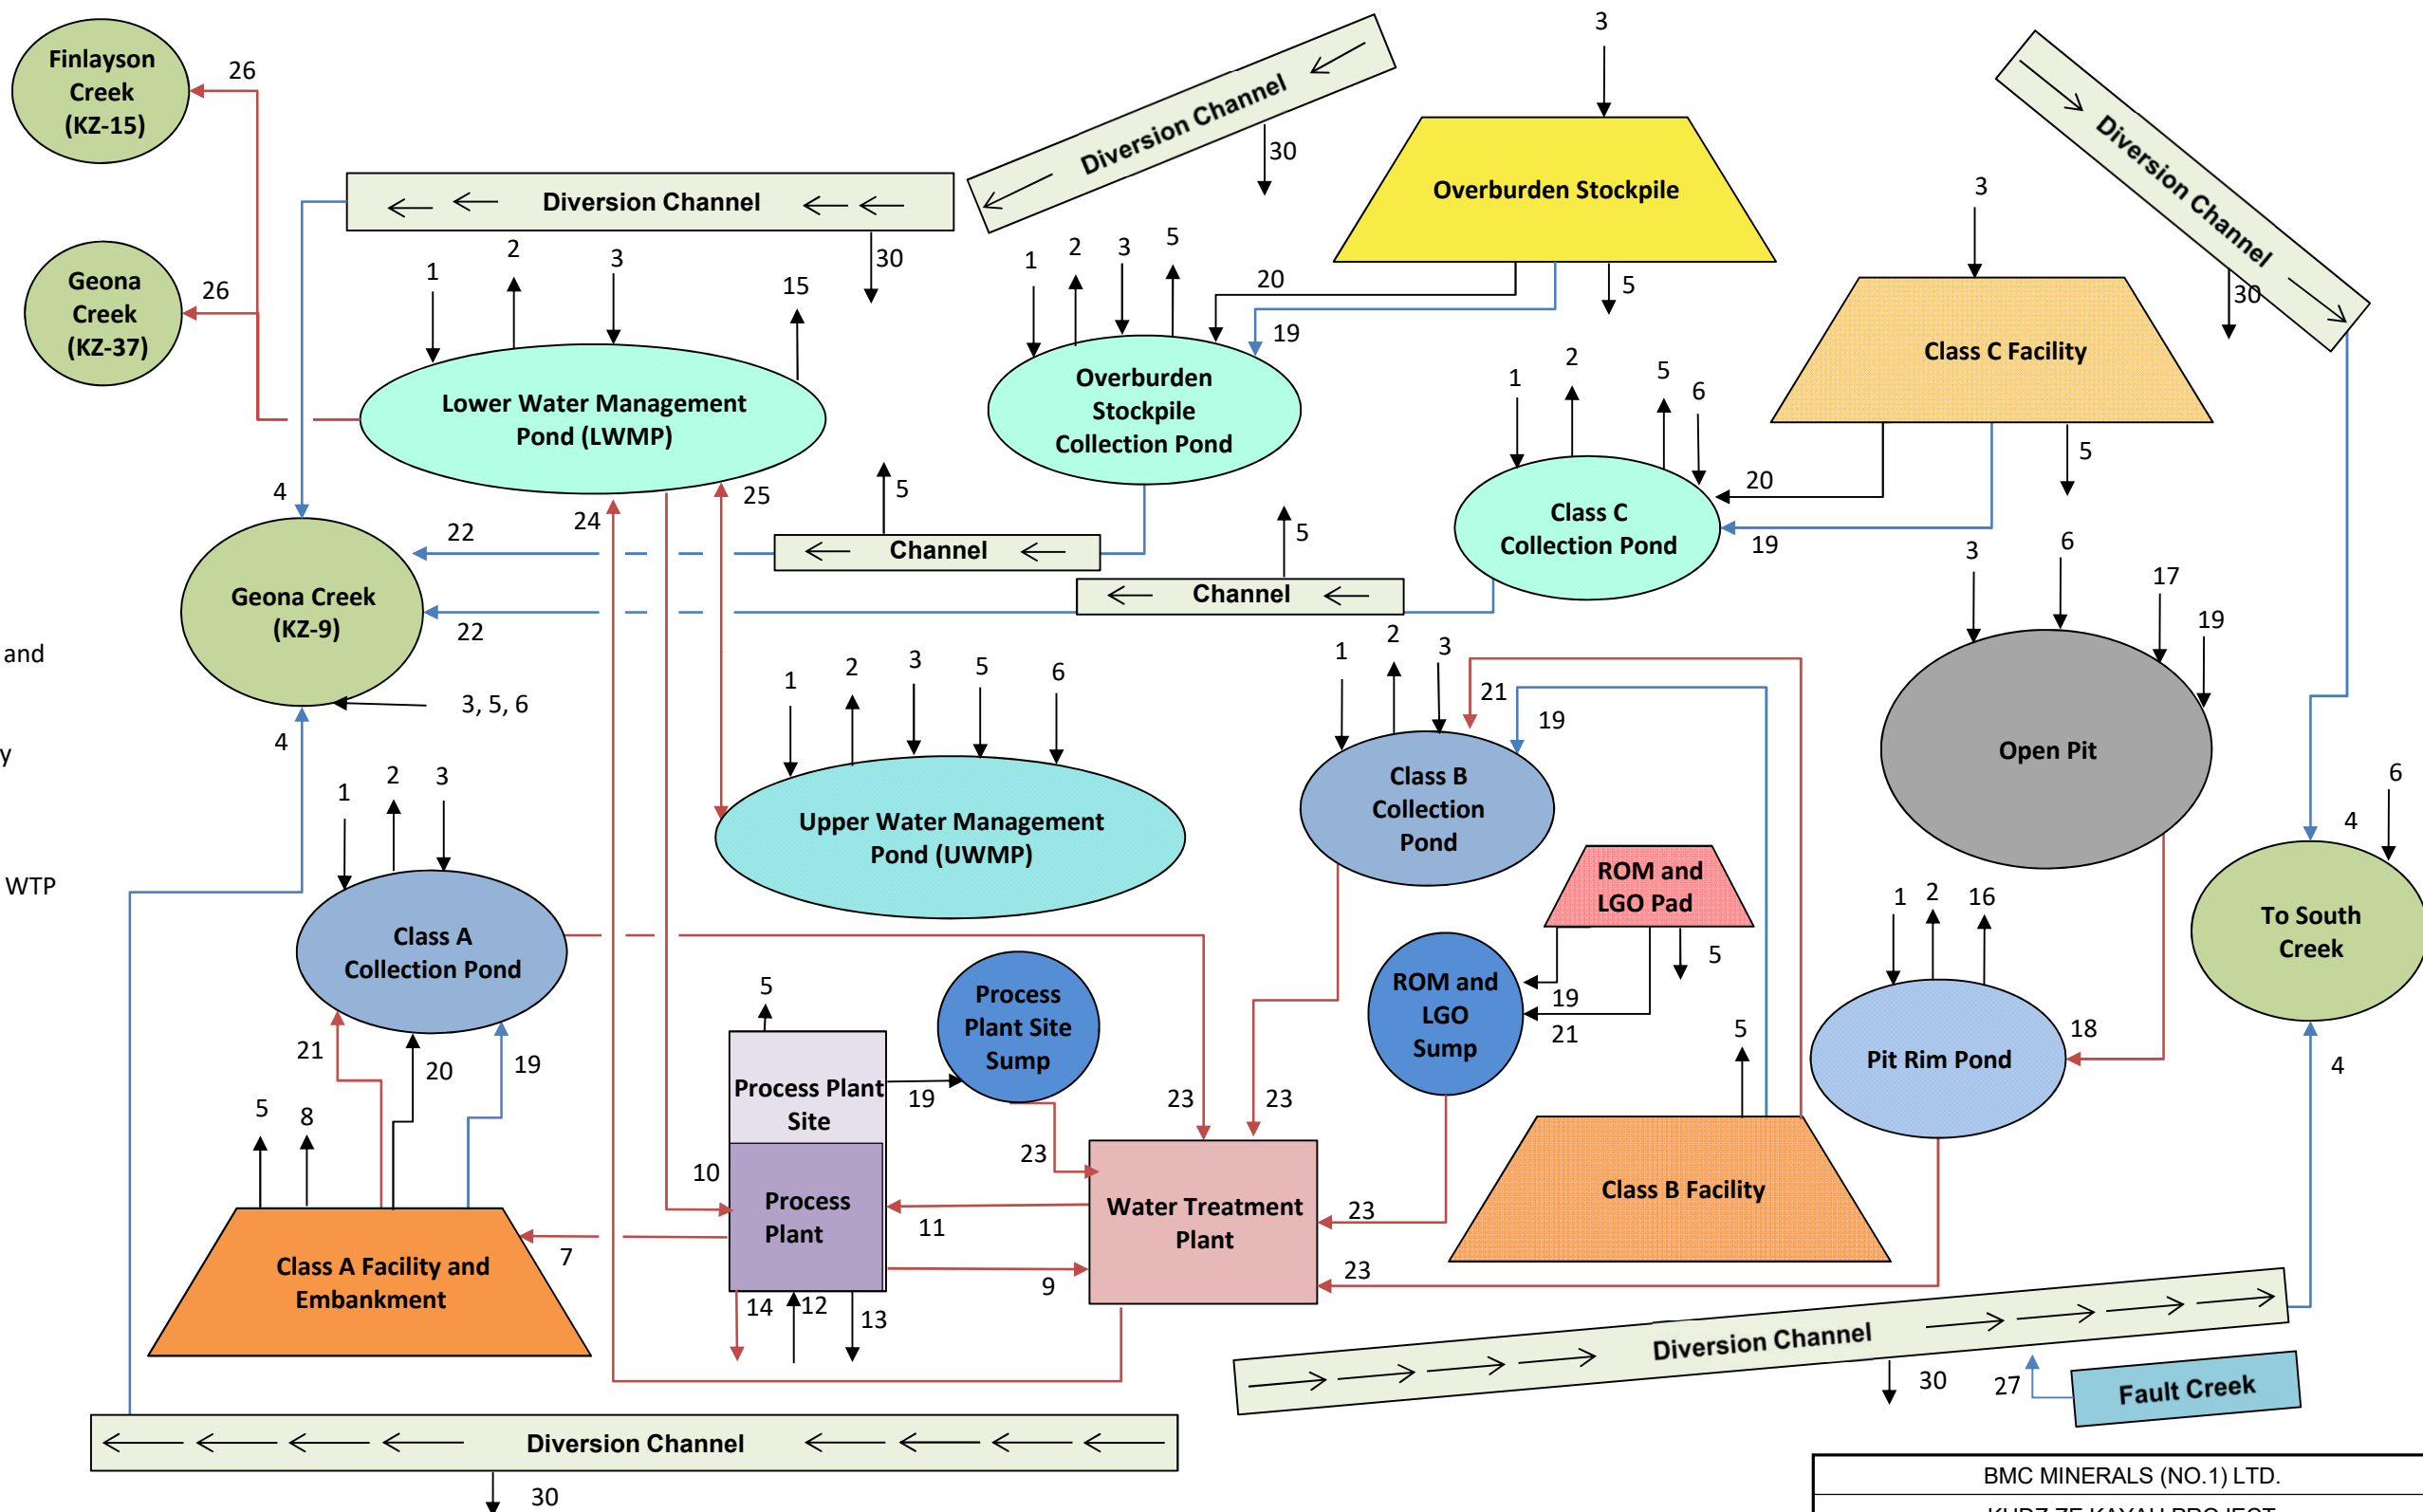 Finlayson
Creek
(KZ-15)
26
Geona
Creek
(KZ-37)
26
Diversion Channel
30
Diversion Channel
30
3
Overburden Stockpile
5
20
19
Diversion Channel
30
3
Class C Facility
5
20
19
1
2
3
15
Lower Water Management
Pond (LWMP)
1
2
3
5
Overburden
Stockpile
Collection Pond
1
2
5
6
Class C
Collection Pond
4
24
25
22
5
Channel
5
Channel
22
Geona Creek
(KZ-9)
3, 5, 6
4
and
y
WTP
1
2
3
5
6
Upper Water Management
Pond (UWMP)
1
2
3
21
19
Class B
Collection
Pond
3
6
17
19
Open Pit
6
4
To South
Creek
4
1
2
3
Class A
Collection Pond
21
20
19
5
8
Class A Facility and
Embankment
7
5
Process Plant
Site
19
Process
Plant Site
Sump
23
10
Process
Plant
11
9
14
12
13
23
23
Water Treatment
Plant
23
23
ROM and
LGO Pad
5
19
21
ROM and
LGO
Sump
5
Class B Facility
1
2
16
Pit Rim Pond
18
Diversion Channel
30
27
Fault Creek
Diversion Channel
30
BMC MINERALS (NO.1) LTD.
KUDZ ZE KAYAH PROJECT